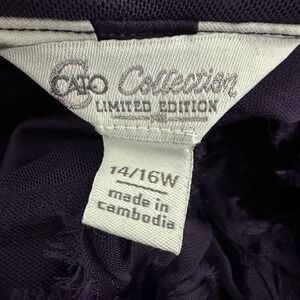 CATO Collection
LIMITED EDITION
14/16W
made in
cambodia